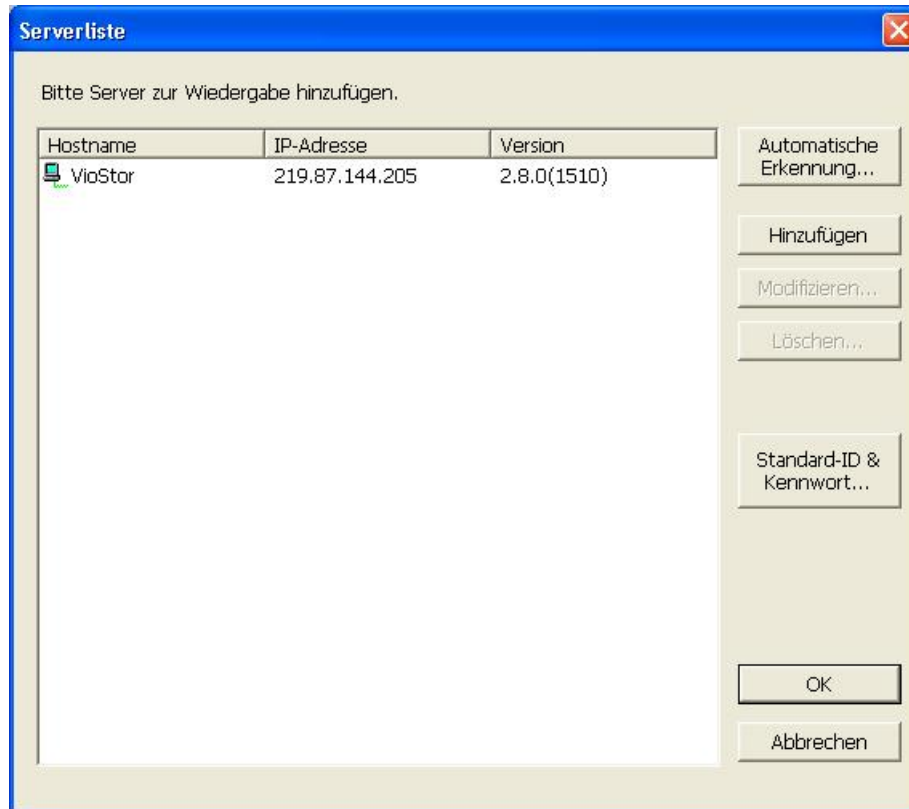 Serverliste
Bitte Server zur Wiedergabe hinzufügen.
Hostname IP-Adresse Version
VioStor 219.87.144.205 2.8.0(1510)
Automatische
Erkennung...
Hinzufügen
Modifizieren...
Löschen...
Standard-ID &
Kennwort...
OK
Abbrechen